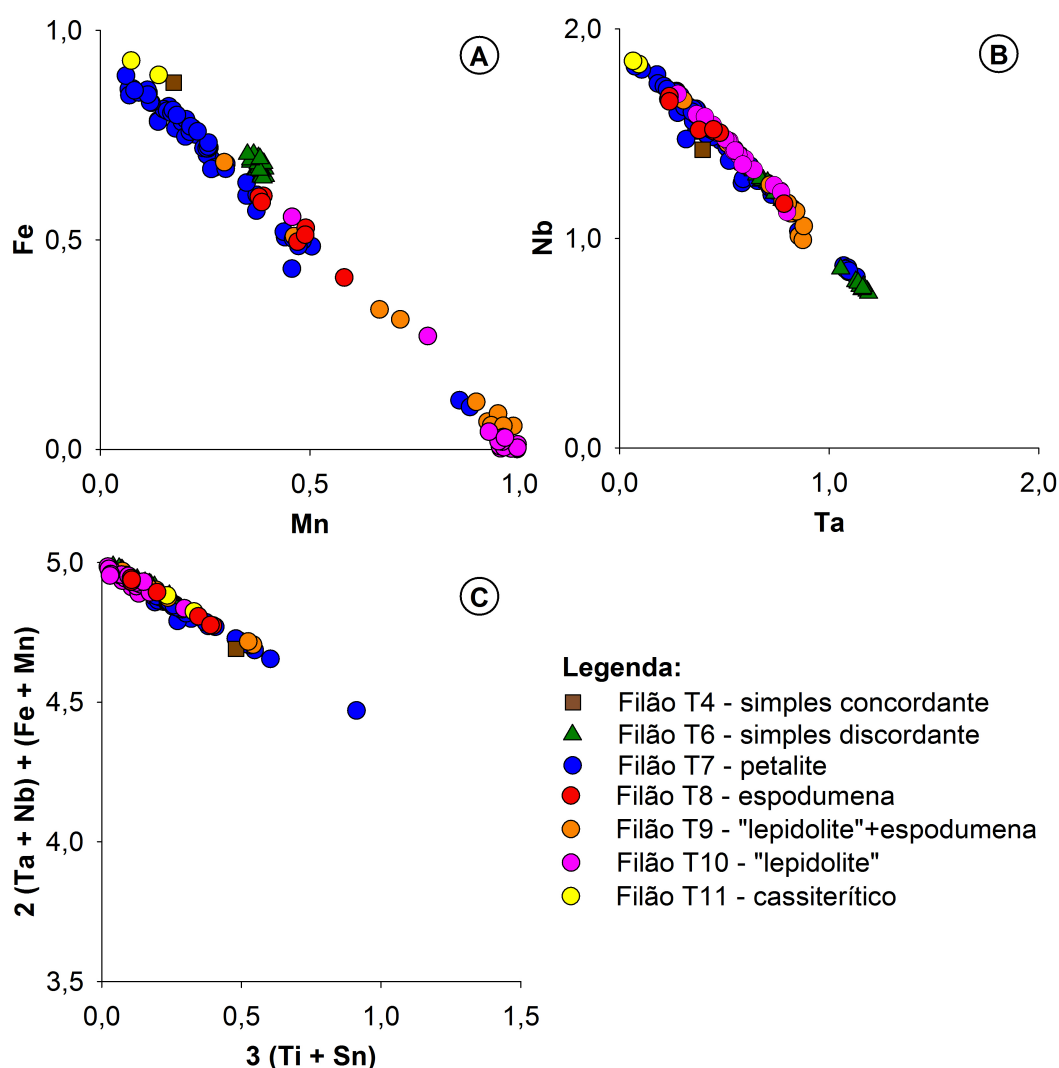 1,0
A
Fe
0,5
0,0
0,0
0,5
1,0
Mn
2,0
B
Nb
1,0
0,0
0,0
1,0
2,0
Ta
5,0
C
2 (Ta + Nb) + (Fe + Mn)
4,5
4,0
3,5
0,0
0,5
1,0
1,5
3 (Ti + Sn)
Legenda:
Filão T4 - simples concordante
Filão T6 - simples discordante
Filão T7 - petalite
Filão T8 - espodumena
Filão T9 - "lepidolite"+espodumena
Filão T10 - "lepidolite"
Filão T11 - cassiterítico